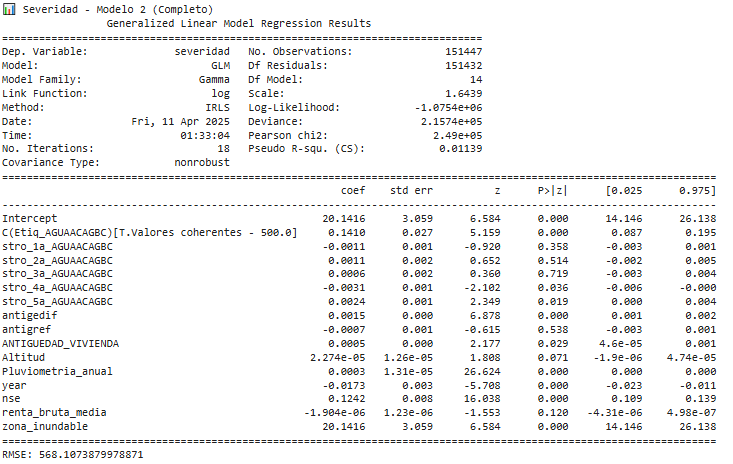 Severidad - Modelo 2 (Completo)
Generalized Linear Model Regression Results
==============================================================================
Dep. Variable: severidad No. Observations: 151447
Model: GLM Df Residuals: 151432
Model Family: Gamma Df Model: 14
Link Function: log Scale: 1.6439
Method: IRLS Log-Likelihood: -1.0754e+06
Date: Fri, 11 Apr 2025 Deviance: 2.1574e+05
Time: 01:33:04 Pearson chi2: 2.49e+05
No. Iterations: 18 Pseudo R-squ. (CS): 0.01139
Covariance Type: nonrobust
==============================================================================
coef std err z P>|z| [0.025 0.975]
------------------------------------------------------------------------------
Intercept 20.1416 3.059 6.584 0.000 14.146 26.138
C(Etiq_AGUAACAGBC)[T.Valores coherentes - 500.0] 0.1410 0.027 5.159 0.000 0.087 0.195
stro_1a_AGUAACAGBC -0.0011 0.001 -0.920 0.358 -0.003 0.001
stro_2a_AGUAACAGBC 0.0011 0.002 0.652 0.514 -0.002 0.005
stro_3a_AGUAACAGBC 0.0006 0.002 0.360 0.719 -0.003 0.004
stro_4a_AGUAACAGBC -0.0031 0.001 -2.102 0.036 -0.006 -0.000
stro_5a_AGUAACAGBC 0.0024 0.001 2.349 0.019 0.000 0.004
antigedif 0.0015 0.000 6.878 0.000 0.001 0.002
antigref -0.0007 0.001 -0.615 0.538 -0.003 0.001
ANTIGUEDAD_VIVIENDA 0.0005 0.000 2.177 0.029 4.6e-05 0.001
Altitud 2.274e-05 1.26e-05 1.808 0.071 -1.9e-06 4.74e-05
Pluviometria_anual 0.0003 1.31e-05 26.624 0.000 0.000 0.000
year -0.0173 0.003 -5.708 0.000 -0.023 -0.011
nse 0.1242 0.008 16.038 0.000 0.109 0.139
renta_bruta_media -1.904e-06 1.23e-06 -1.553 0.120 -4.31e-06 4.98e-07
zona_inundable 20.1416 3.059 6.584 0.000 14.146 26.138
==============================================================================
RMSE: 568.1073879978871